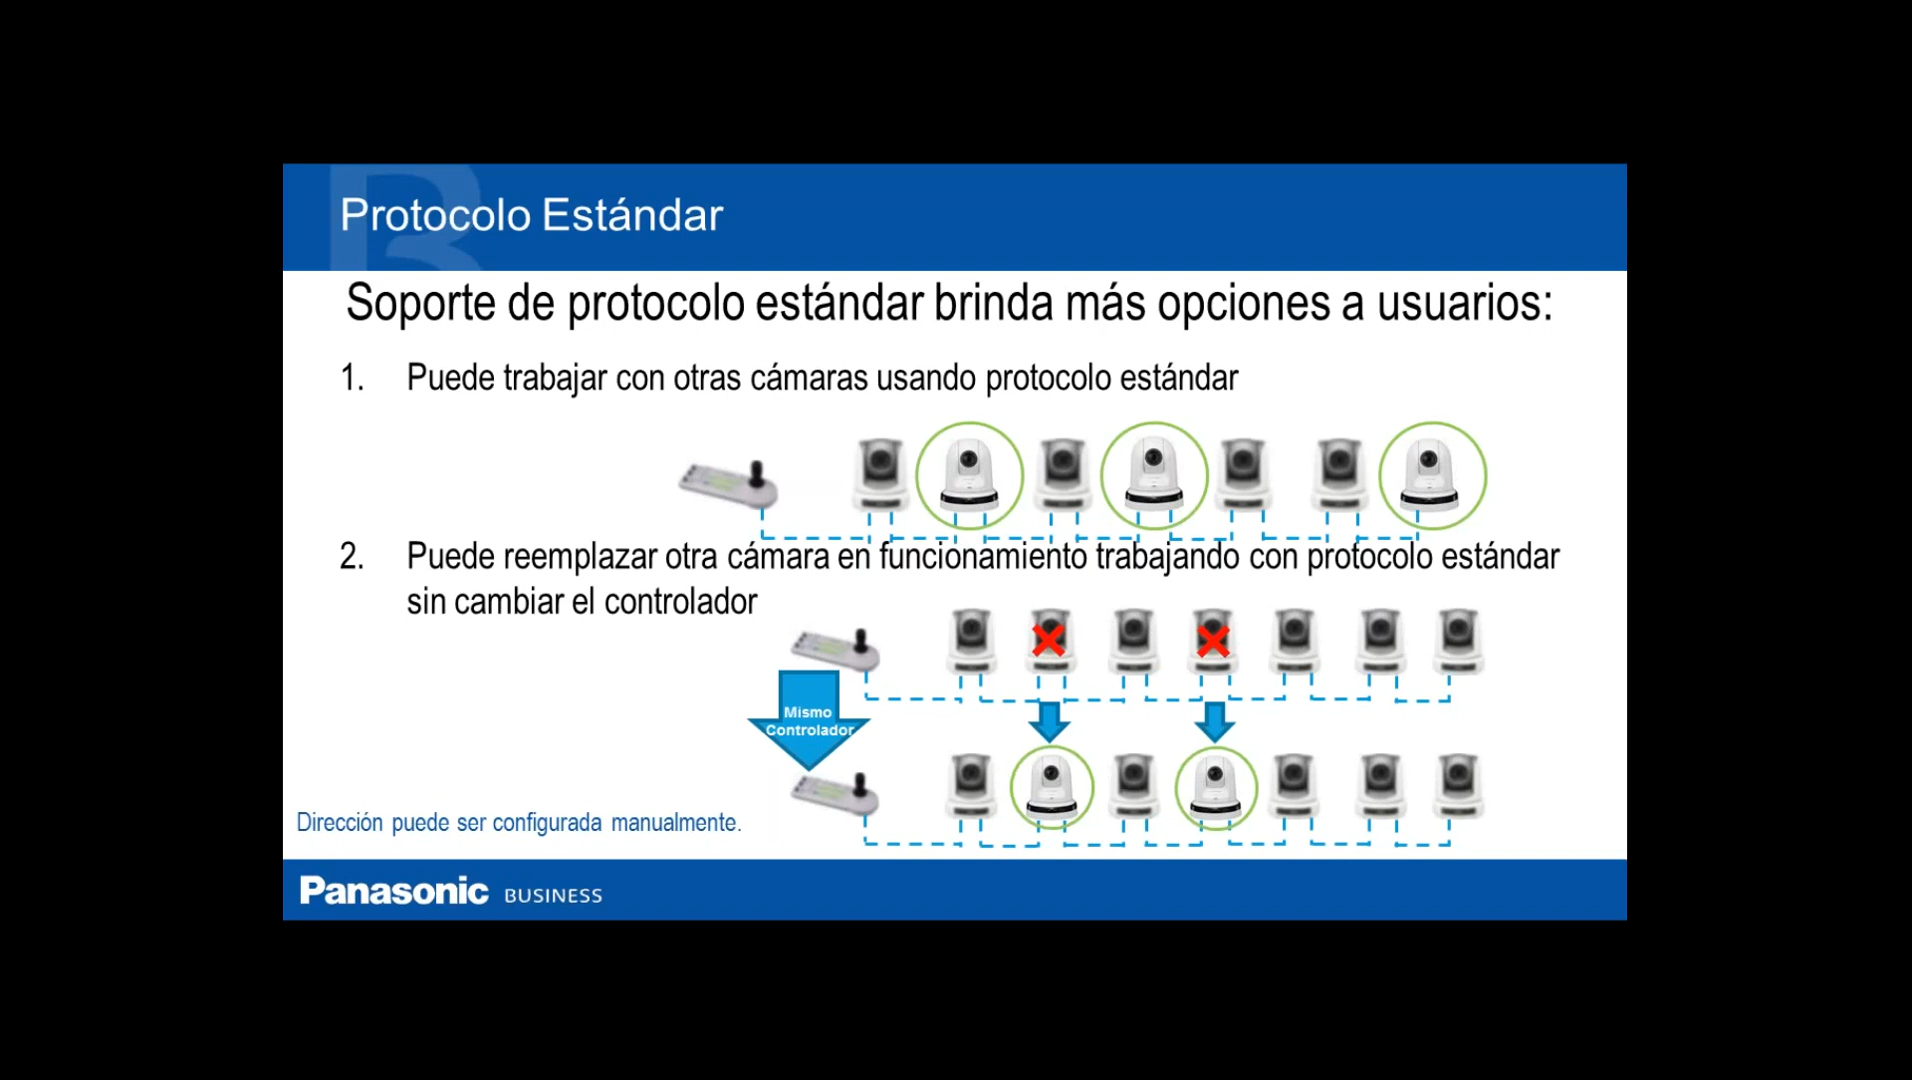 Protocolo Estándar
Soporte de protocolo estándar brinda más opciones a usuarios:
1. Puede trabajar con otras cámaras usando protocolo estándar
2. Puede reemplazar otra cámara en funcionamiento trabajando con protocolo estándar
sin cambiar el controlador
Mismo
Controlador
Dirección puede ser configurada manualmente.
Panasonic BUSINESS